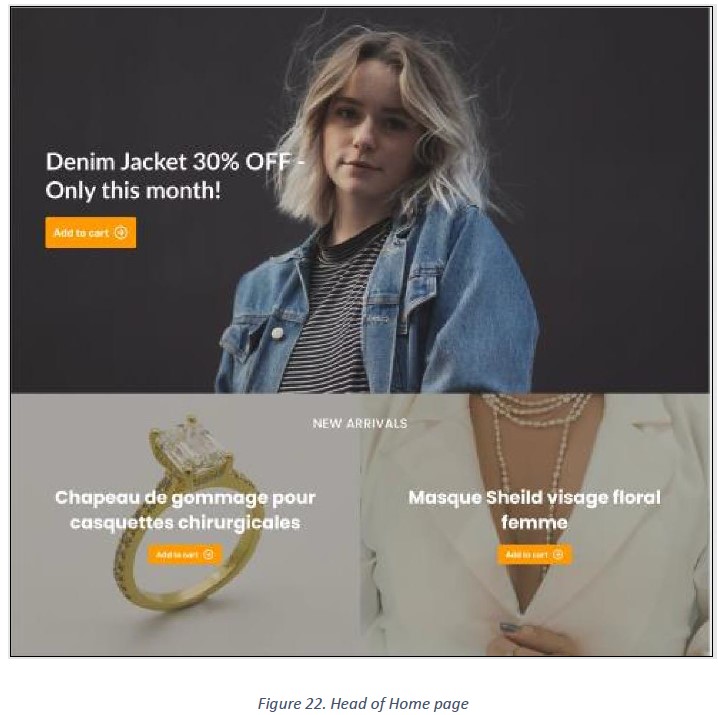 Denim Jacket 30% OFF -
Only this month!
Add to cart
NEW ARRIVALS
Chapeau de gommage pour
casquettes chirurgicales
Add to cart
Masque Sheild visage floral
femme
Add to cart
Figure 22. Head of Home page